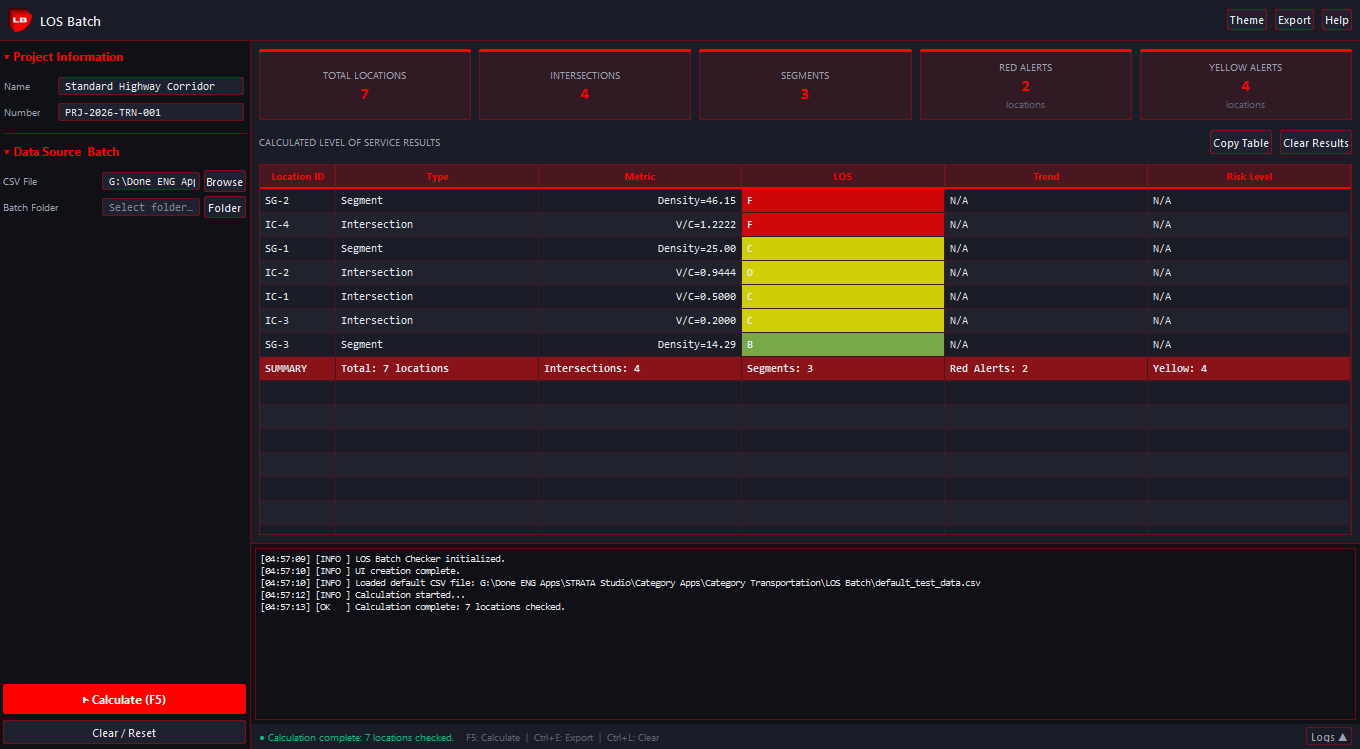 LB LOS Batch Theme Export Help
▾ Project Information
Name Standard Highway Corridor
Number PRJ-2026-TRN-001
▾ Data Source Batch
CSV File G:\Done ENG Ap Browse
Batch Folder Select folder… Folder
▶ Calculate (F5)
Clear / Reset
TOTAL LOCATIONS
7
INTERSECTIONS
4
SEGMENTS
3
RED ALERTS
2
locations
YELLOW ALERTS
4
locations
CALCULATED LEVEL OF SERVICE RESULTS Copy Table Clear Results
Location ID Type Metric LOS Trend Risk Level
SG-2 Segment Density=46.15 F N/A N/A
IC-4 Intersection V/C=1.2222 F N/A N/A
SG-1 Segment Density=25.00 C N/A N/A
IC-2 Intersection V/C=0.9444 D N/A N/A
IC-1 Intersection V/C=0.5000 C N/A N/A
IC-3 Intersection V/C=0.2000 C N/A N/A
SG-3 Segment Density=14.29 B N/A N/A
SUMMARY Total: 7 locations Intersections: 4 Segments: 3 Red Alerts: 2 Yellow: 4
[04:57:09] [INFO ] LOS Batch Checker initialized.
[04:57:10] [INFO ] UI creation complete.
[04:57:10] [INFO ] Loaded default CSV file: G:\Done ENG Apps\STRATA Studio\Category Apps\Category Transportation\LOS Batch\default_test_data.csv
[04:57:12] [INFO ] Calculation started...
[04:57:13] [OK ] Calculation complete: 7 locations checked.
● Calculation complete: 7 locations checked. F5: Calculate | Ctrl+E: Export | Ctrl+L: Clear Logs ▲